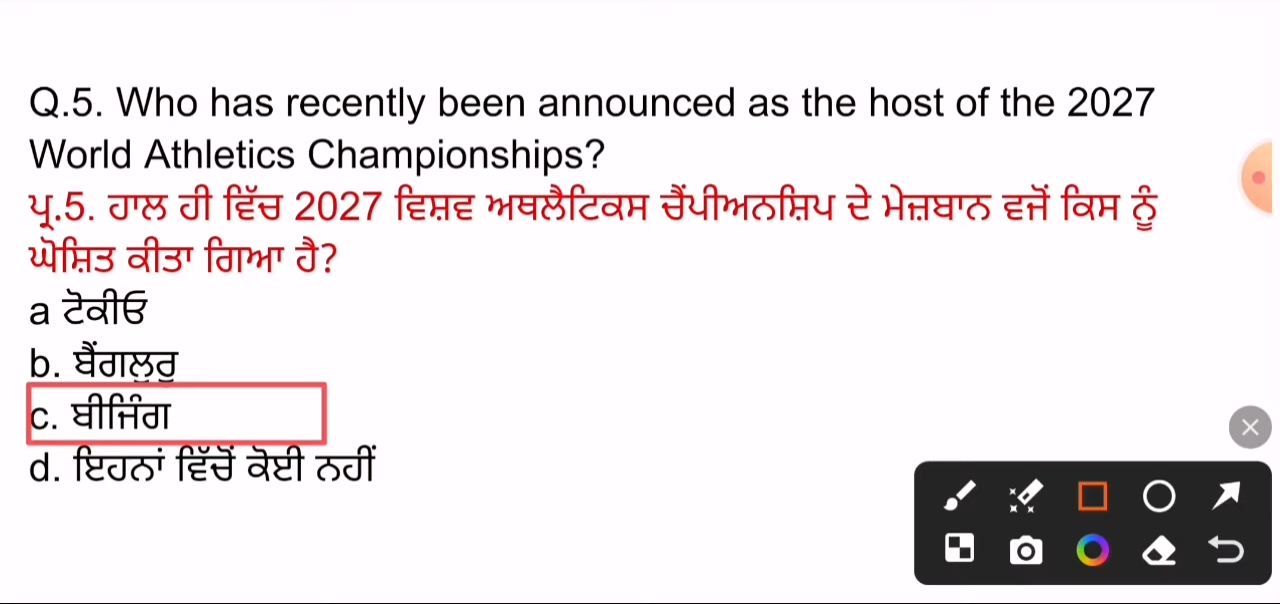 Q.5. Who has recently been announced as the host of the 2027
World Athletics Championships?
ਪ੍ਰ.5. ਹਾਲ ਹੀ ਵਿੱਚ 2027 ਵਿਸ਼ਵ ਅਥਲੈਟਿਕਸ ਚੈਂਪੀਅਨਸ਼ਿਪ ਦੇ ਮੇਜ਼ਬਾਨ ਵਜੋਂ ਕਿਸ ਨੂੰ
ਘੋਸ਼ਿਤ ਕੀਤਾ ਗਿਆ ਹੈ?
a ਟੋਕੀਓ
b. ਬੈਂਗਲੁਰੂ
c. ਬੀਜਿੰਗ
d. ਇਹਨਾਂ ਵਿੱਚੋਂ ਕੋਈ ਨਹੀਂ